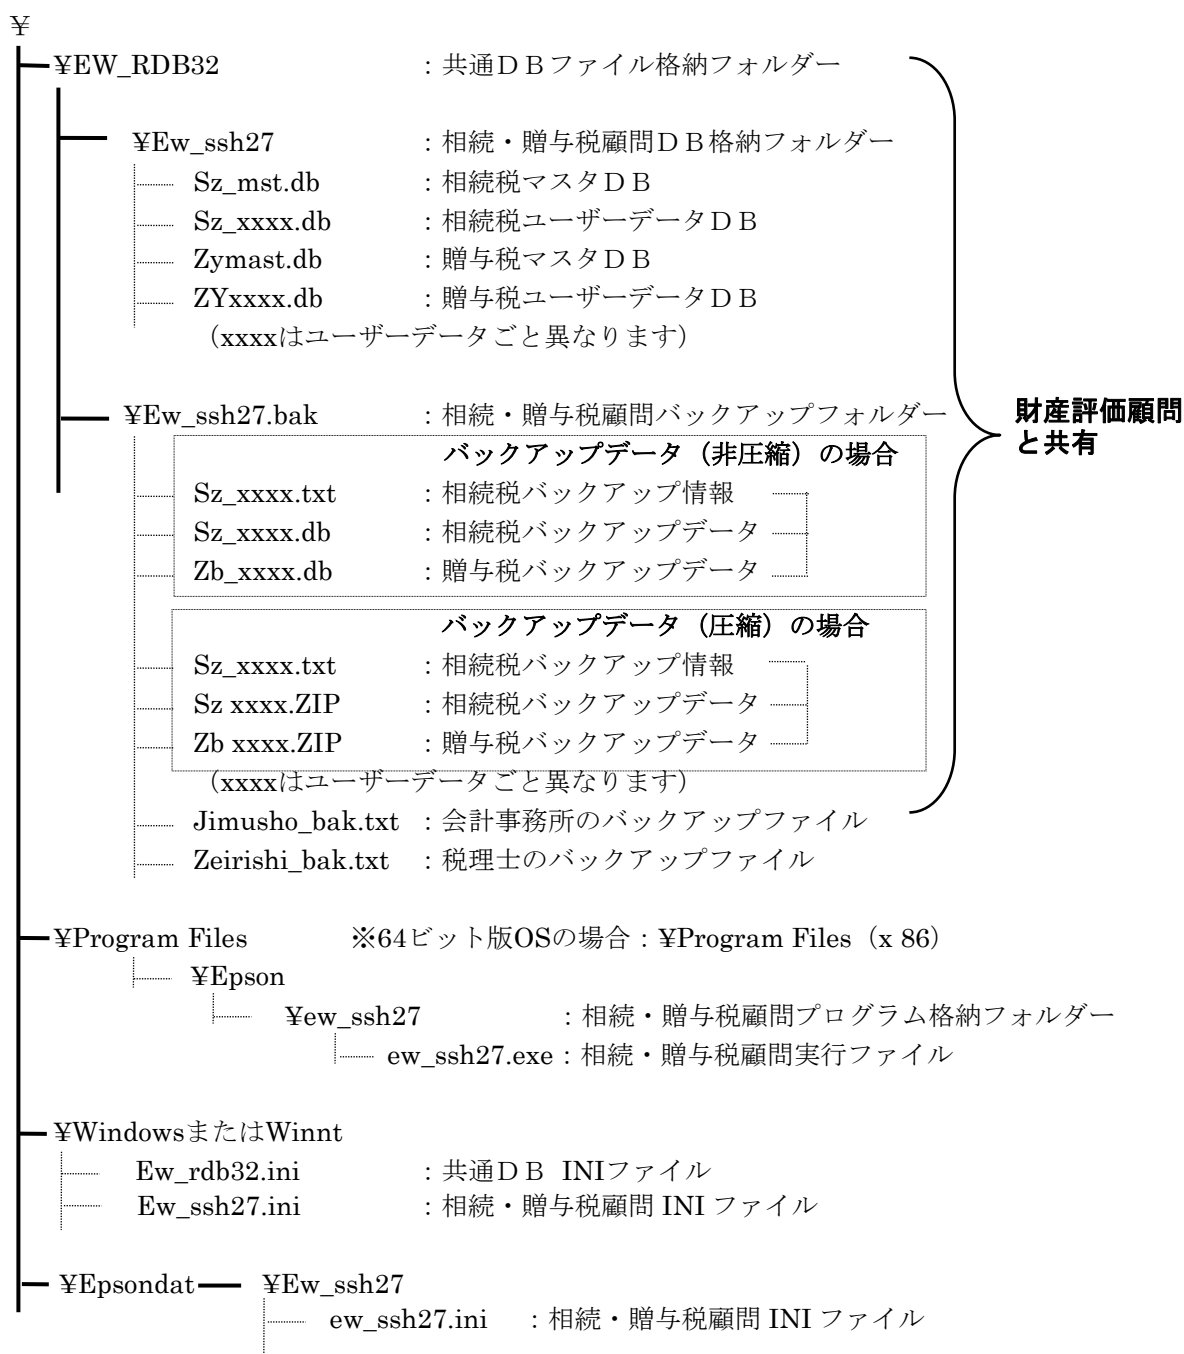 ¥
¥EW_RDB32 ：共通ＤＢファイル格納フォルダー
¥Ew_ssh27 ：相続・贈与税顧問ＤＢ格納フォルダー
Sz_mst.db ：相続税マスタＤＢ
Sz_xxxx.db ：相続税ユーザーデータＤＢ
Zymast.db ：贈与税マスタＤＢ
ZYxxxx.db ：贈与税ユーザーデータＤＢ
（xxxxはユーザーデータごと異なります）
¥Ew_ssh27.bak ：相続・贈与税顧問バックアップフォルダー
財産評価顧問
と共有
バックアップデータ（非圧縮）の場合
Sz_xxxx.txt ：相続税バックアップ情報
Sz_xxxx.db ：相続税バックアップデータ
Zb_xxxx.db ：贈与税バックアップデータ
バックアップデータ（圧縮）の場合
Sz_xxxx.txt ：相続税バックアップ情報
Sz xxxx.ZIP ：相続税バックアップデータ
Zb xxxx.ZIP ：贈与税バックアップデータ
（xxxxはユーザーデータごと異なります）
Jimusho_bak.txt ：会計事務所のバックアップファイル
Zeirishi_bak.txt ：税理士のバックアップファイル
¥Program Files ※64ビット版OSの場合：¥Program Files（x 86）
¥Epson
¥ew_ssh27 ：相続・贈与税顧問プログラム格納フォルダー
ew_ssh27.exe：相続・贈与税顧問実行ファイル
¥WindowsまたはWinnt
Ew_rdb32.ini ：共通ＤＢ INIファイル
Ew_ssh27.ini ：相続・贈与税顧問 INI ファイル
¥Epsondat ¥Ew_ssh27
ew_ssh27.ini ：相続・贈与税顧問 INI ファイル